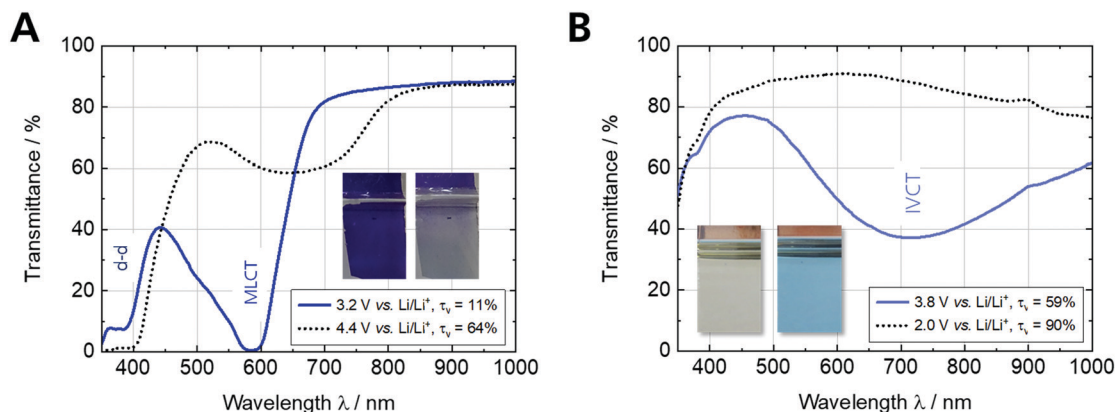 A
100
80
60
40
20
0
Transmittance / %
d-d
MLCT
3.2 V vs. Li/Li⁺, τᵥ = 11%
4.4 V vs. Li/Li⁺, τᵥ = 64%
400 500 600 700 800 900 1000
Wavelength λ / nm
B
100
80
60
40
20
0
Transmittance / %
IVCT
3.8 V vs. Li/Li⁺, τᵥ = 59%
2.0 V vs. Li/Li⁺, τᵥ = 90%
400 500 600 700 800 900 1000
Wavelength λ / nm